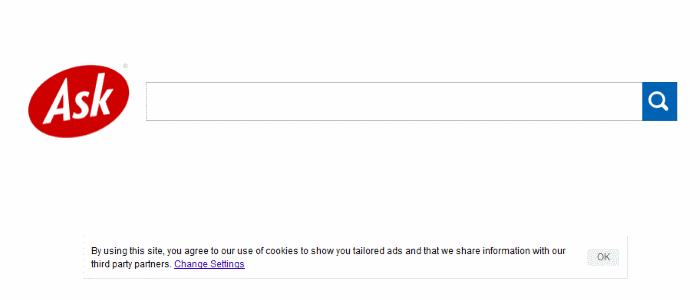 Ask
By using this site, you agree to our use of cookies to show you tailored ads and that we share information with our
third party partners. Change Settings
OK